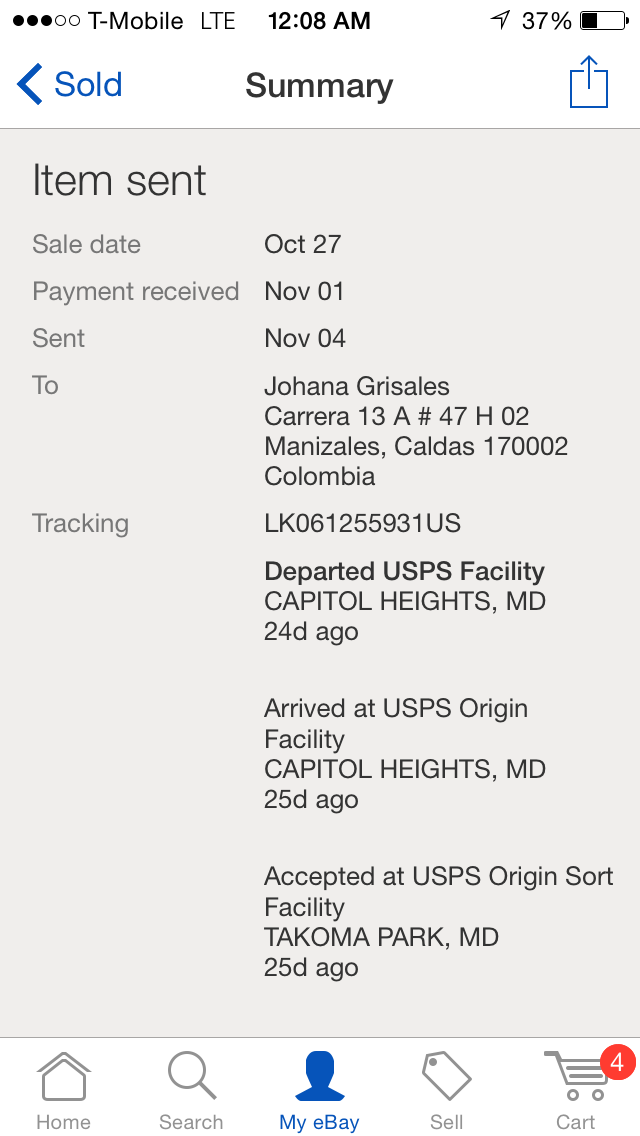 T-Mobile LTE 12:08 AM 37%
Sold Summary
Item sent
Sale date Oct 27
Payment received Nov 01
Sent Nov 04
To Johana Grisales
Carrera 13 A # 47 H 02
Manizales, Caldas 170002
Colombia
Tracking LK061255931US
Departed USPS Facility
CAPITOL HEIGHTS, MD
24d ago
Arrived at USPS Origin
Facility
CAPITOL HEIGHTS, MD
25d ago
Accepted at USPS Origin Sort
Facility
TAKOMA PARK, MD
25d ago
4
Home Search My eBay Sell Cart